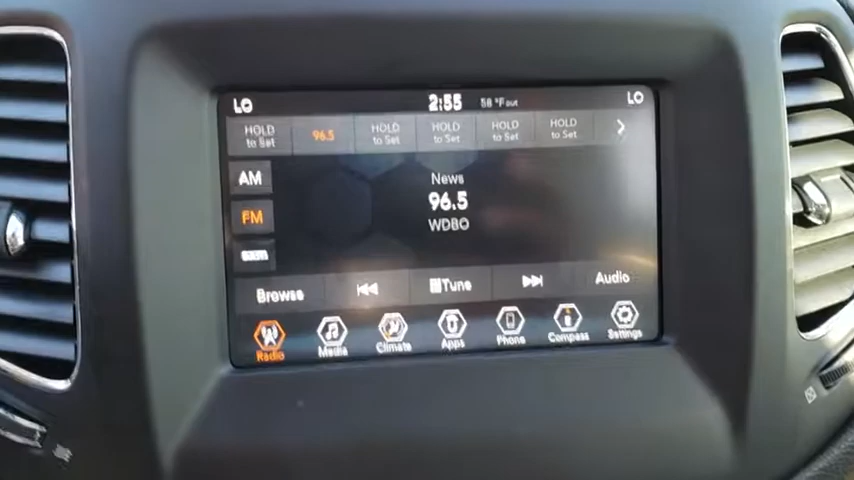 LO 2:55 58 °F out LO
HOLD to Set 96.5 HOLD to Set HOLD to Set HOLD to Set HOLD to Set
AM
News
FM
96.5
WDBO
Browse Tune Audio
Radio Media Climate Apps Phone Compass Settings